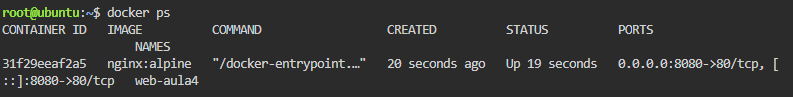 root@ubuntu:~$ docker ps
CONTAINER ID   IMAGE          COMMAND                  CREATED          STATUS          PORTS
                  NAMES
31f29eeaf2a5   nginx:alpine   "/docker-entrypoint.…"   20 seconds ago   Up 19 seconds   0.0.0.0:8080->80/tcp, [
::]:8080->80/tcp   web-aula4